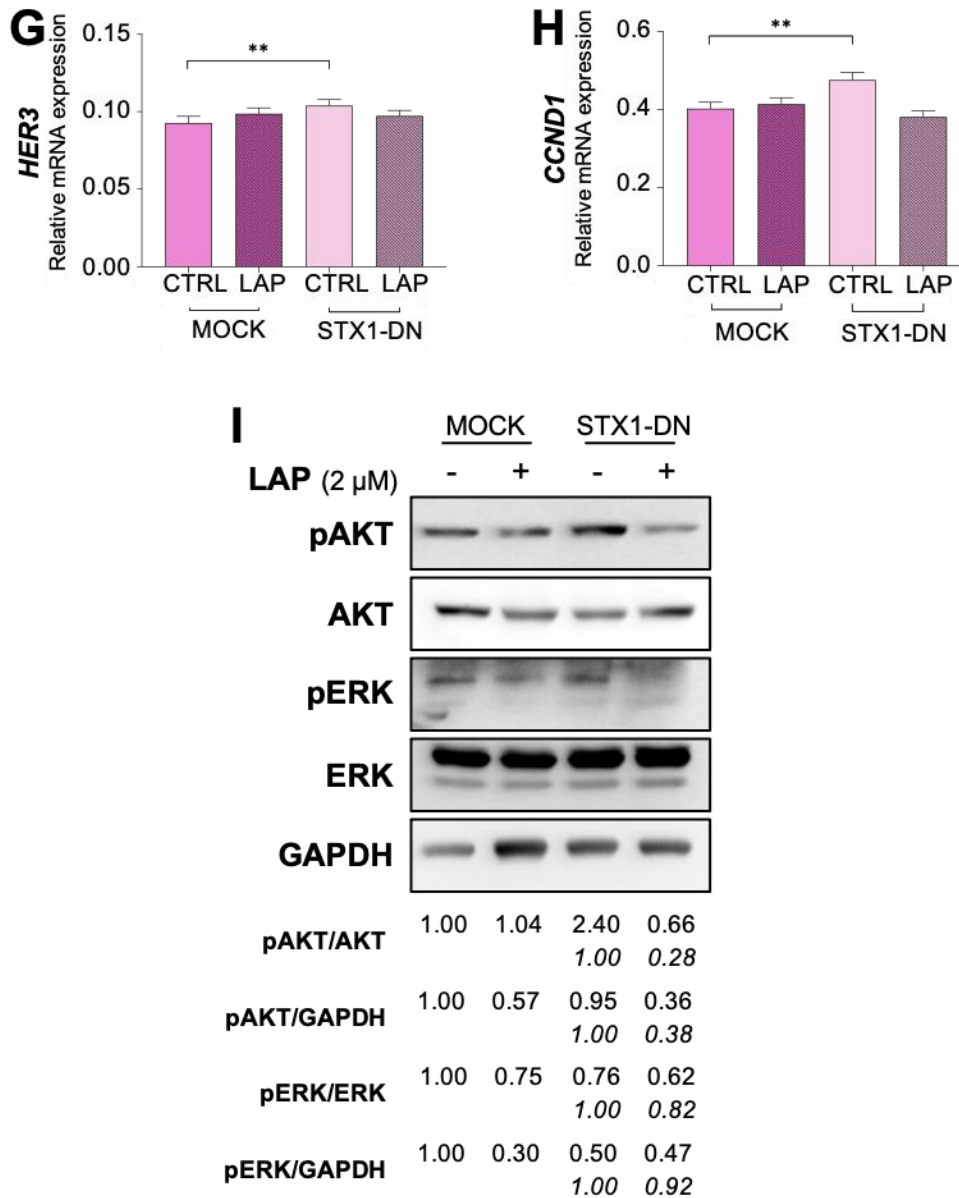 G
HER3
Relative mRNA expression
0.15
0.10
0.05
0.00
**
CTRL LAP CTRL LAP
MOCK STX1-DN
H
CCND1
Relative mRNA expression
0.6
0.4
0.2
0.0
**
CTRL LAP CTRL LAP
MOCK STX1-DN
I
MOCK STX1-DN
LAP (2 µM) - + - +
pAKT
AKT
pERK
ERK
GAPDH
pAKT/AKT 1.00 1.04 2.40 0.66
1.00 0.28
pAKT/GAPDH 1.00 0.57 0.95 0.36
1.00 0.38
pERK/ERK 1.00 0.75 0.76 0.62
1.00 0.82
pERK/GAPDH 1.00 0.30 0.50 0.47
1.00 0.92